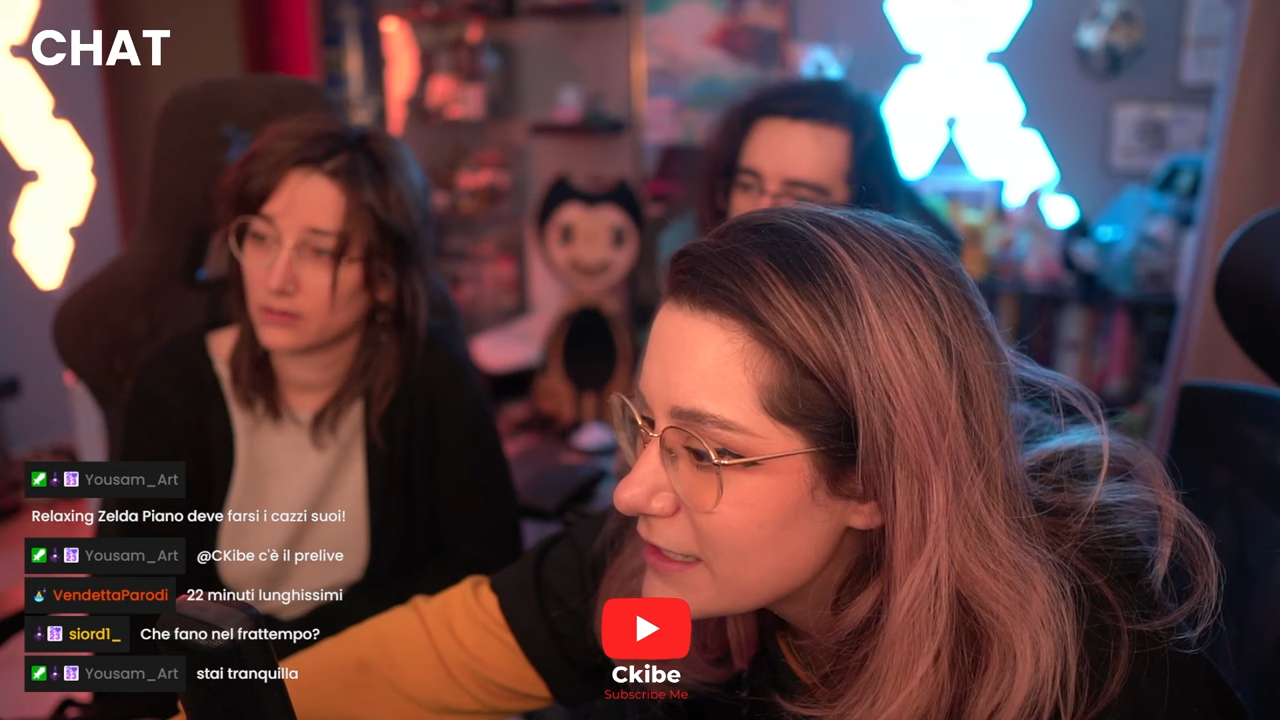 CHAT
Yousam_Art
Relaxing Zelda Piano deve farsi i cazzi suoi!
Yousam_Art @CKibe c'è il prelive
VendettaParodi 22 minuti lunghissimi
siord1_ Che fano nel frattempo?
Yousam_Art stai tranquilla
Ckibe
Subscribe Me